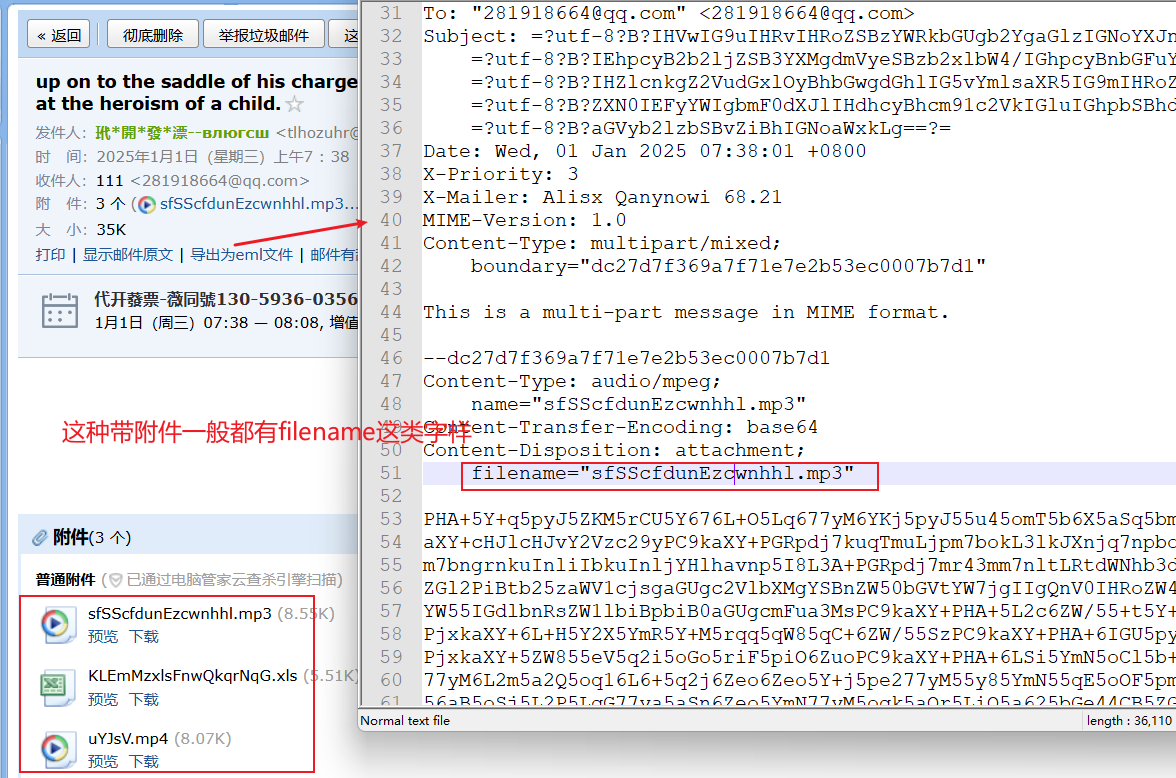 « 返回
彻底删除
举报垃圾邮件
这
up on to the saddle of his charge
at the heroism of a child.
发件人：玳*開*發*漂--влюгсш <tlhozuhr@
时 间：2025年1月1日（星期三）上午7：38
收件人：111 <281918664@qq.com>
附 件：3 个 (sfSScfdunEzcwnhhl.mp3...
大 小：35K
打印 | 显示邮件原文 | 导出为eml文件 | 邮件有
代开蕟票-薇同號130-5936-0356
1月1日（周三）07:38 — 08:08, 增值
这种带附件一般都有filename这类字样
附件(3 个)
普通附件 (已通过电脑管家云查杀引擎扫描)
sfSScfdunEzcwnhhl.mp3 (8.55K)
预览 下载
KLEmMzxlsFnwQkqrNqG.xls (5.51K)
预览 下载
uYJsV.mp4 (8.07K)
预览 下载
31 To: "281918664@qq.com" <281918664@qq.com>
32 Subject: =?utf-8?B?IHVwIG9uIHRvIHRoZSBzYWRkbGUgb2YgaGlzIGNoYXJn
33 =?utf-8?B?IEhpcyB2b2ljZSB3YXMgdmVyeSBzb2xlbW4/IGhpcyBnbGFuY
34 =?utf-8?B?IHZlcnkgZ2VudGxlOyBhbGwgdGhlIG5vYmlsaXR5IG9mIHRoZ
35 =?utf-8?B?ZXN0IEFyYWIgbmF0dXJlIHdhcyBhcm91c2VkIGluIGhpbSBhd
36 =?utf-8?B?aGVyb2lzbSBvZiBhIGNoaWxkLg==?=
37 Date: Wed, 01 Jan 2025 07:38:01 +0800
38 X-Priority: 3
39 X-Mailer: Alisx Qanynowi 68.21
40 MIME-Version: 1.0
41 Content-Type: multipart/mixed;
42 boundary="dc27d7f369a7f71e7e2b53ec0007b7d1"
43
44 This is a multi-part message in MIME format.
45
46 --dc27d7f369a7f71e7e2b53ec0007b7d1
47 Content-Type: audio/mpeg;
48 name="sfSScfdunEzcwnhhl.mp3"
49 Content-Transfer-Encoding: base64
50 Content-Disposition: attachment;
51 filename="sfSScfdunEzcwnhhl.mp3"
52
53 PHA+5Y+q5pyJ5ZKM5rCU5Y676L+O5Lq677yM6YKj5pyJ55u45omT5b6X5aSq5bm
54 aXY+cHJlcHJvY2Vzc29yPC9kaXY+PGRpdj7kuqTmuLjpm7bokL3lkJXnjq7npbq
55 m7bngrnkuInliIbkuInljYHlhavnp5I8L3A+PGRpdj7mr43mm7nltLRtdWNhb3d
56 ZGl2PiBtb25zaWV1cjsgaGUgc2VlbXMgYSBnZW50bGVtYW7jgIIgQnV0IHRoZW4
57 YW55IGdlbnRsZW1lbiBpbiB0aGUgcmFua3MsPC9kaXY+PHA+5L2c6ZW/55+t5Y+
58 PjxkaXY+6L+H5Y2X5YmR5Y+M5rqq5qW85qC+6ZW/55SzPC9kaXY+PHA+6IGU5py
59 PjxkaXY+5ZW855eV5q2i5oGo5riF5piO6ZuoPC9kaXY+PHA+6LSi5YmN5oCl5b+
60 77yM6L2m5a2Q5oq16L6+5q2j6Zeo6Zeo5Y+j5pe277yM55y85YmN55qE5oOF5pm
61
Normal text file
length : 36,110